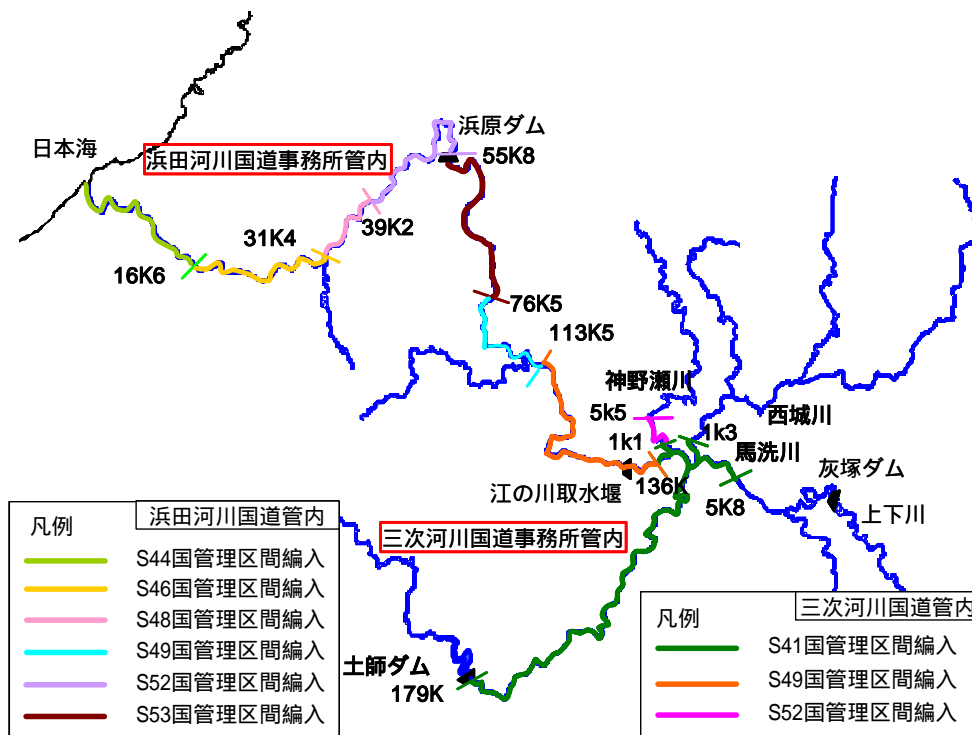 浜原ダム
日本海
浜田河川国道事務所管内
55K8
39K2
31K4
16K6
76K5
113K5
神野瀬川
5k5
西城川
1k1
1k3
馬洗川
灰塚ダム
136K
5K8
江の川取水堰
上下川
三次河川国道事務所管内
土師ダム
179K
凡例
浜田河川国道管内
S44国管理区間編入
S46国管理区間編入
S48国管理区間編入
S49国管理区間編入
S52国管理区間編入
S53国管理区間編入
凡例
三次河川国道管内
S41国管理区間編入
S49国管理区間編入
S52国管理区間編入